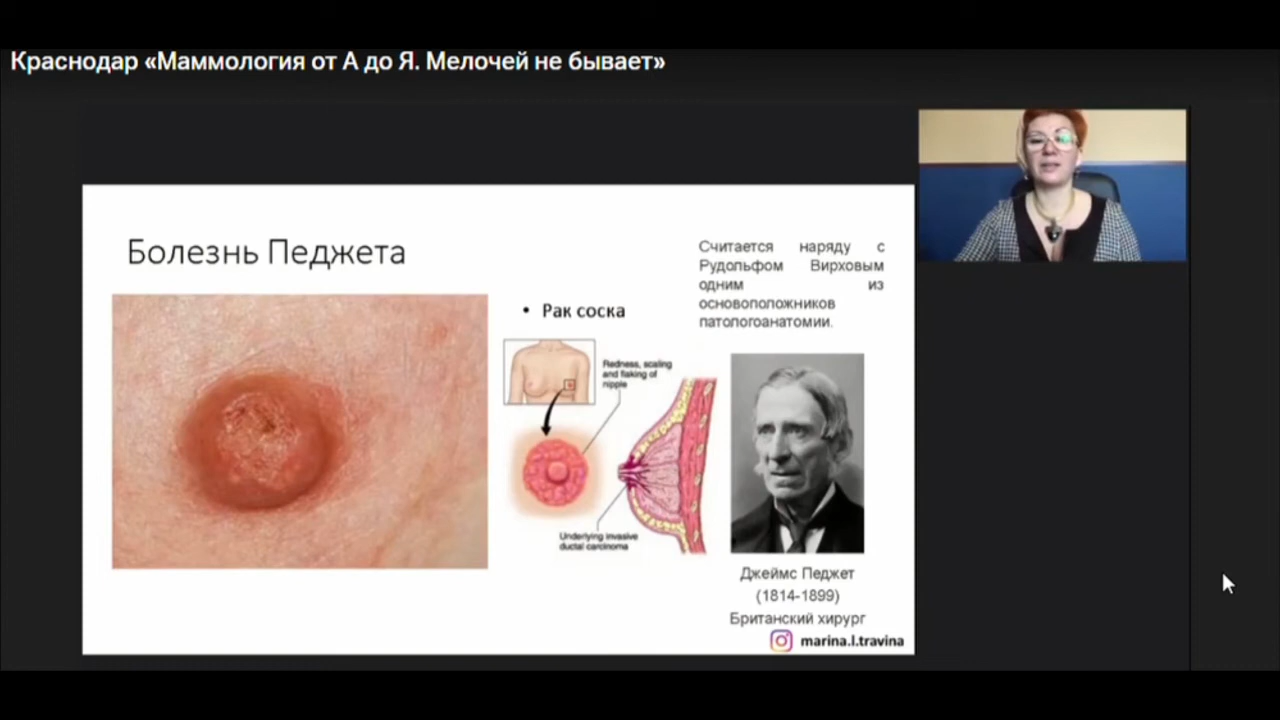 Краснодар «Маммология от А до Я. Мелочей не бывает»
Болезнь Педжета
Считается наряду с
Рудольфом Вирховым
одним из
основоположников
патологоанатомии.
• Рак соска
Redness, scaling
and flaking of
nipple
Underlying invasive
ductal carcinoma
Джеймс Педжет
(1814-1899)
Британский хирург
marina.l.travina